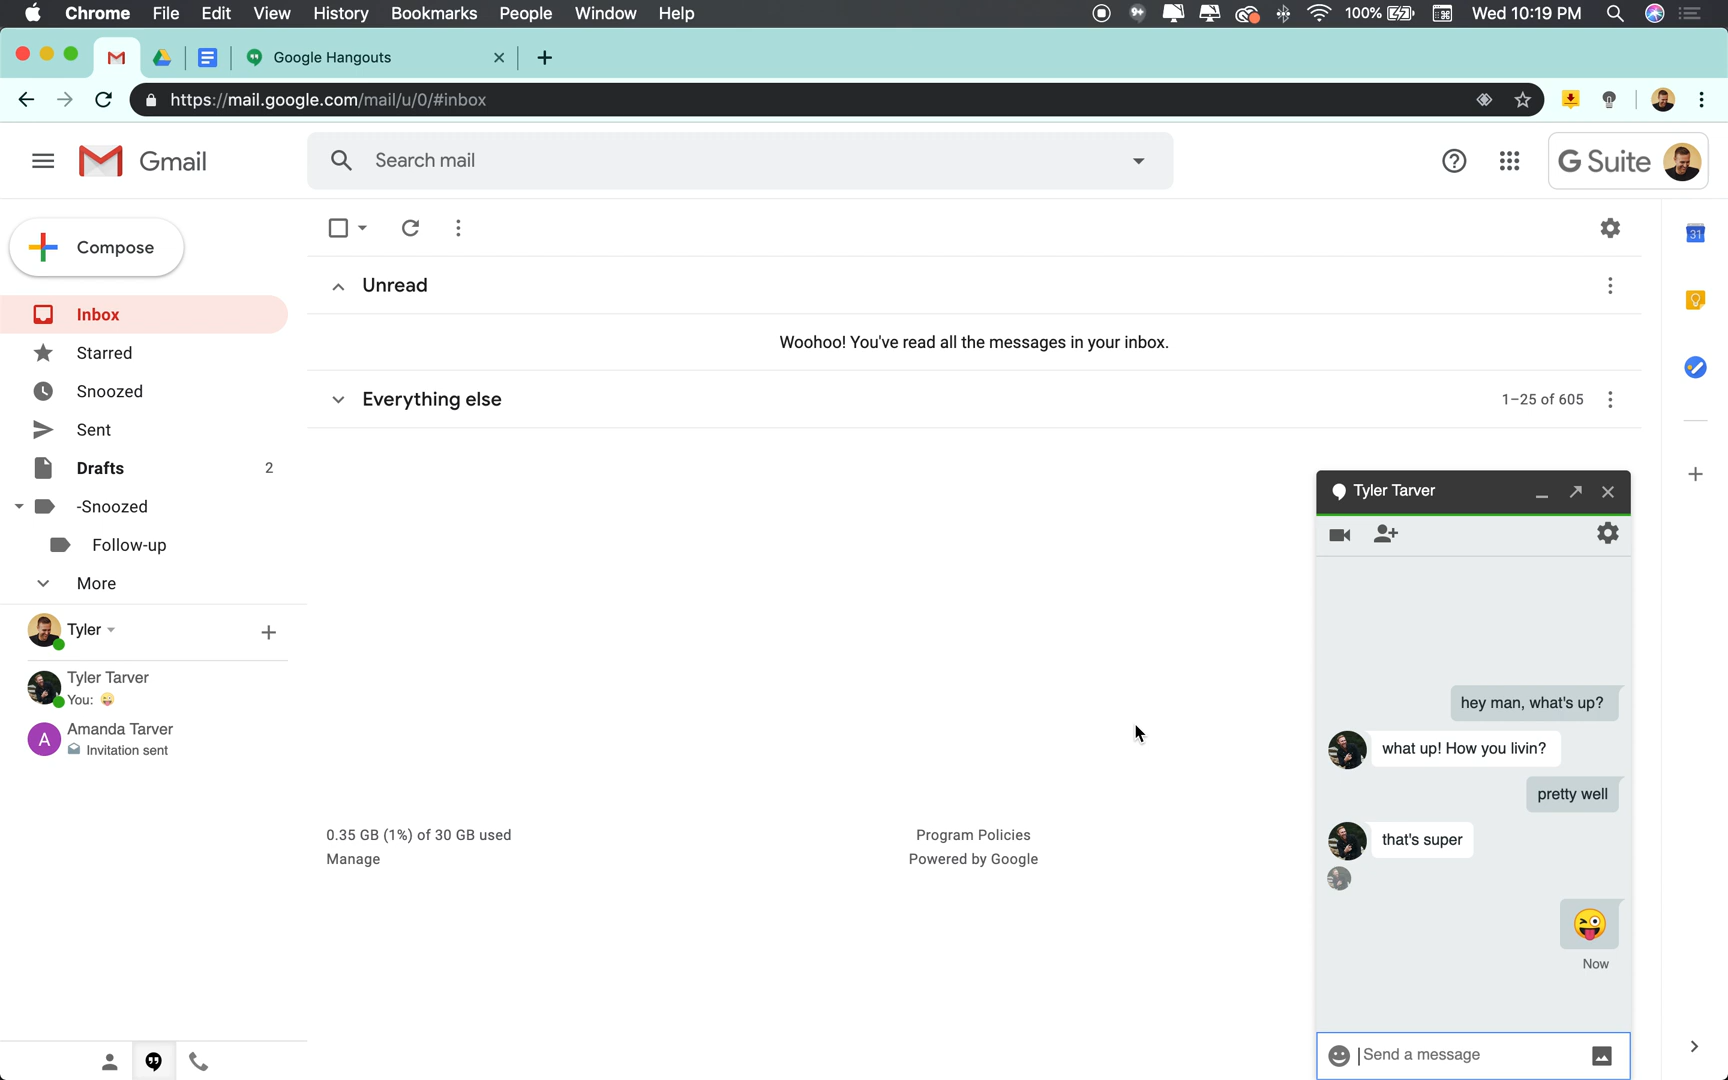 Chrome File Edit View History Bookmarks People Window Help 100% Wed 10:19 PM
Google Hangouts
https://mail.google.com/mail/u/0/#inbox
Gmail
Search mail
G Suite
Compose
Inbox
Starred
Snoozed
Sent
Drafts 2
-Snoozed
Follow-up
More
Tyler
Tyler Tarver
You: 😜
A
Amanda Tarver
Invitation sent
Unread
Woohoo! You've read all the messages in your inbox.
Everything else 1–25 of 605
0.35 GB (1%) of 30 GB used
Manage
Program Policies
Powered by Google
31
Tyler Tarver
hey man, what's up?
what up! How you livin?
pretty well
that's super
😜
Now
Send a message